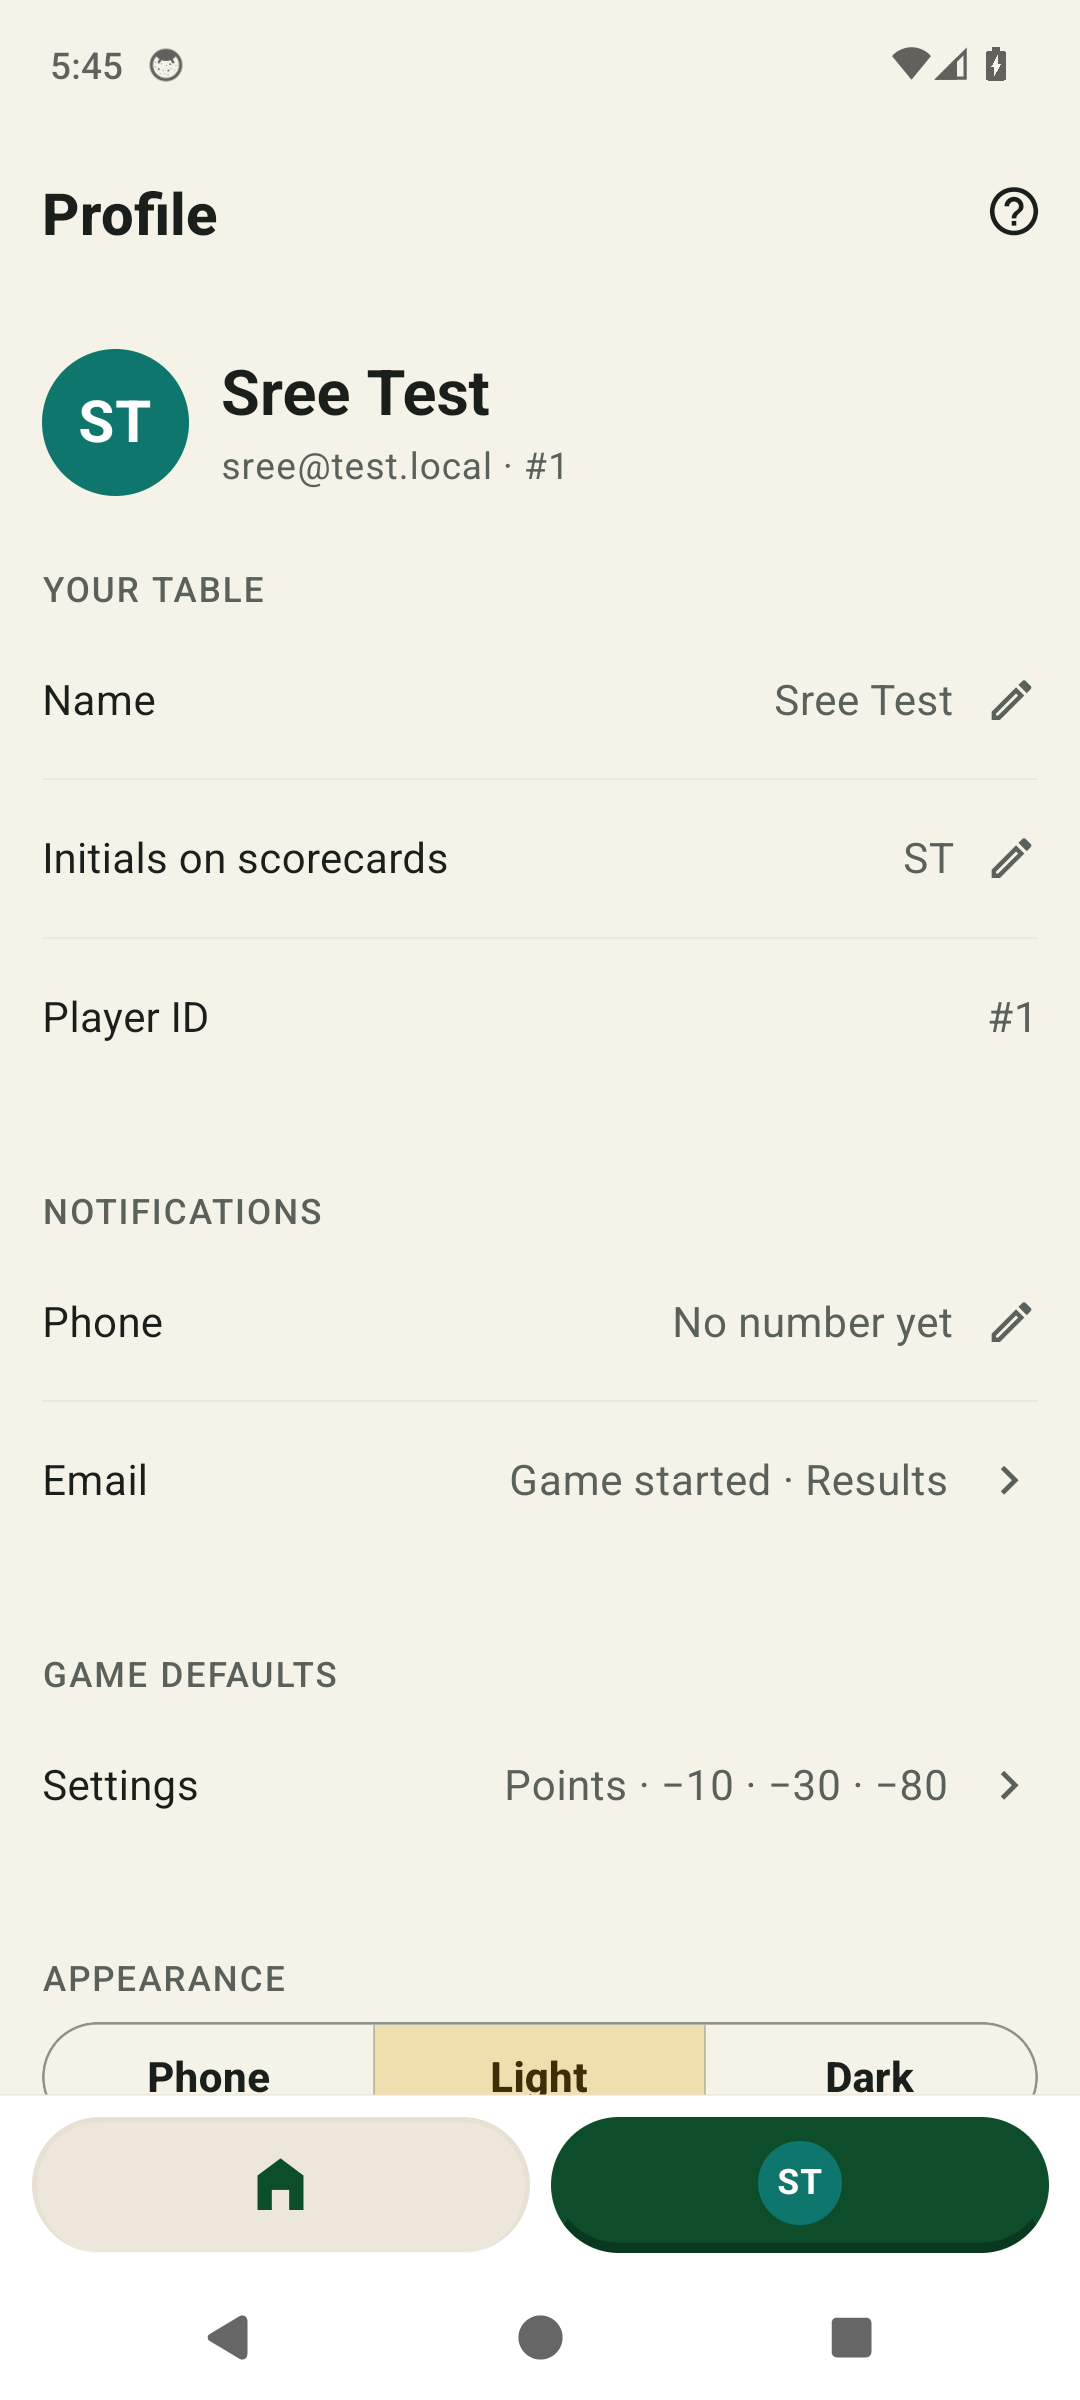 5:45
Profile
ST
Sree Test
sree@test.local · #1
YOUR TABLE
Name Sree Test
Initials on scorecards ST
Player ID #1
NOTIFICATIONS
Phone No number yet
Email Game started · Results
GAME DEFAULTS
Settings Points · −10 · −30 · −80
APPEARANCE
Phone Light Dark
ST